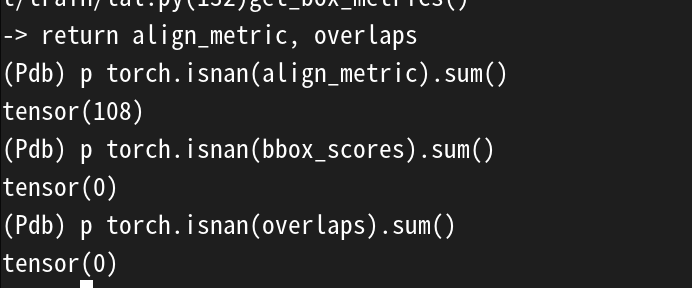 t/train/tal.py(132)get_box_metrics()
-> return align_metric, overlaps
(Pdb) p torch.isnan(align_metric).sum()
tensor(108)
(Pdb) p torch.isnan(bbox_scores).sum()
tensor(0)
(Pdb) p torch.isnan(overlaps).sum()
tensor(0)